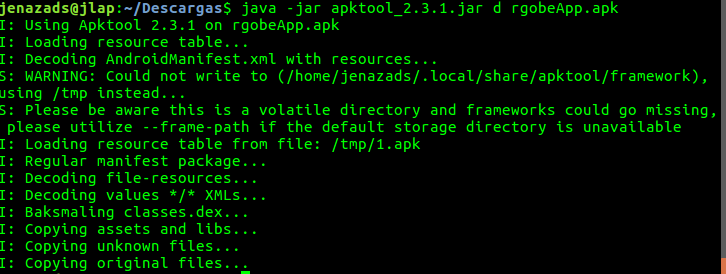 jenazads@jlap:~/Descargas$ java -jar apktool_2.3.1.jar d rgobeApp.apk
I: Using Apktool 2.3.1 on rgobeApp.apk
I: Loading resource table...
I: Decoding AndroidManifest.xml with resources...
S: WARNING: Could not write to (/home/jenazads/.local/share/apktool/framework),
using /tmp instead...
S: Please be aware this is a volatile directory and frameworks could go missing,
please utilize --frame-path if the default storage directory is unavailable
I: Loading resource table from file: /tmp/1.apk
I: Regular manifest package...
I: Decoding file-resources...
I: Decoding values */* XMLs...
I: Baksmaling classes.dex...
I: Copying assets and libs...
I: Copying unknown files...
I: Copying original files...